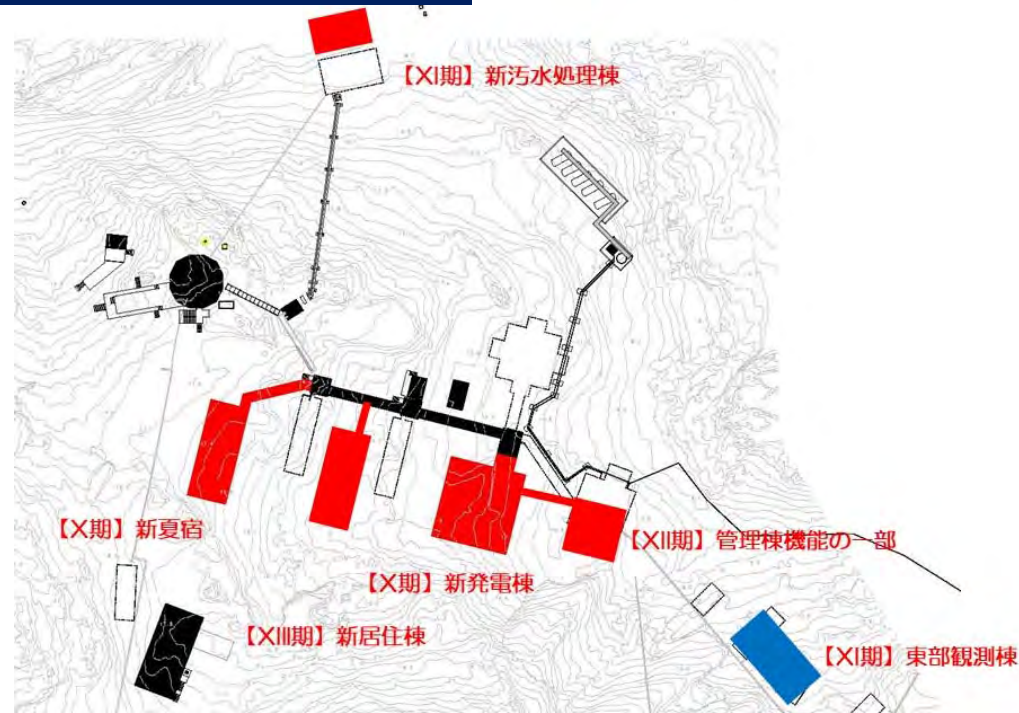 【XI期】新汚水処理棟
【X期】新夏宿
【XII期】管理棟機能の一部
【X期】新発電棟
【XIII期】新居住棟
【XI期】東部観測棟